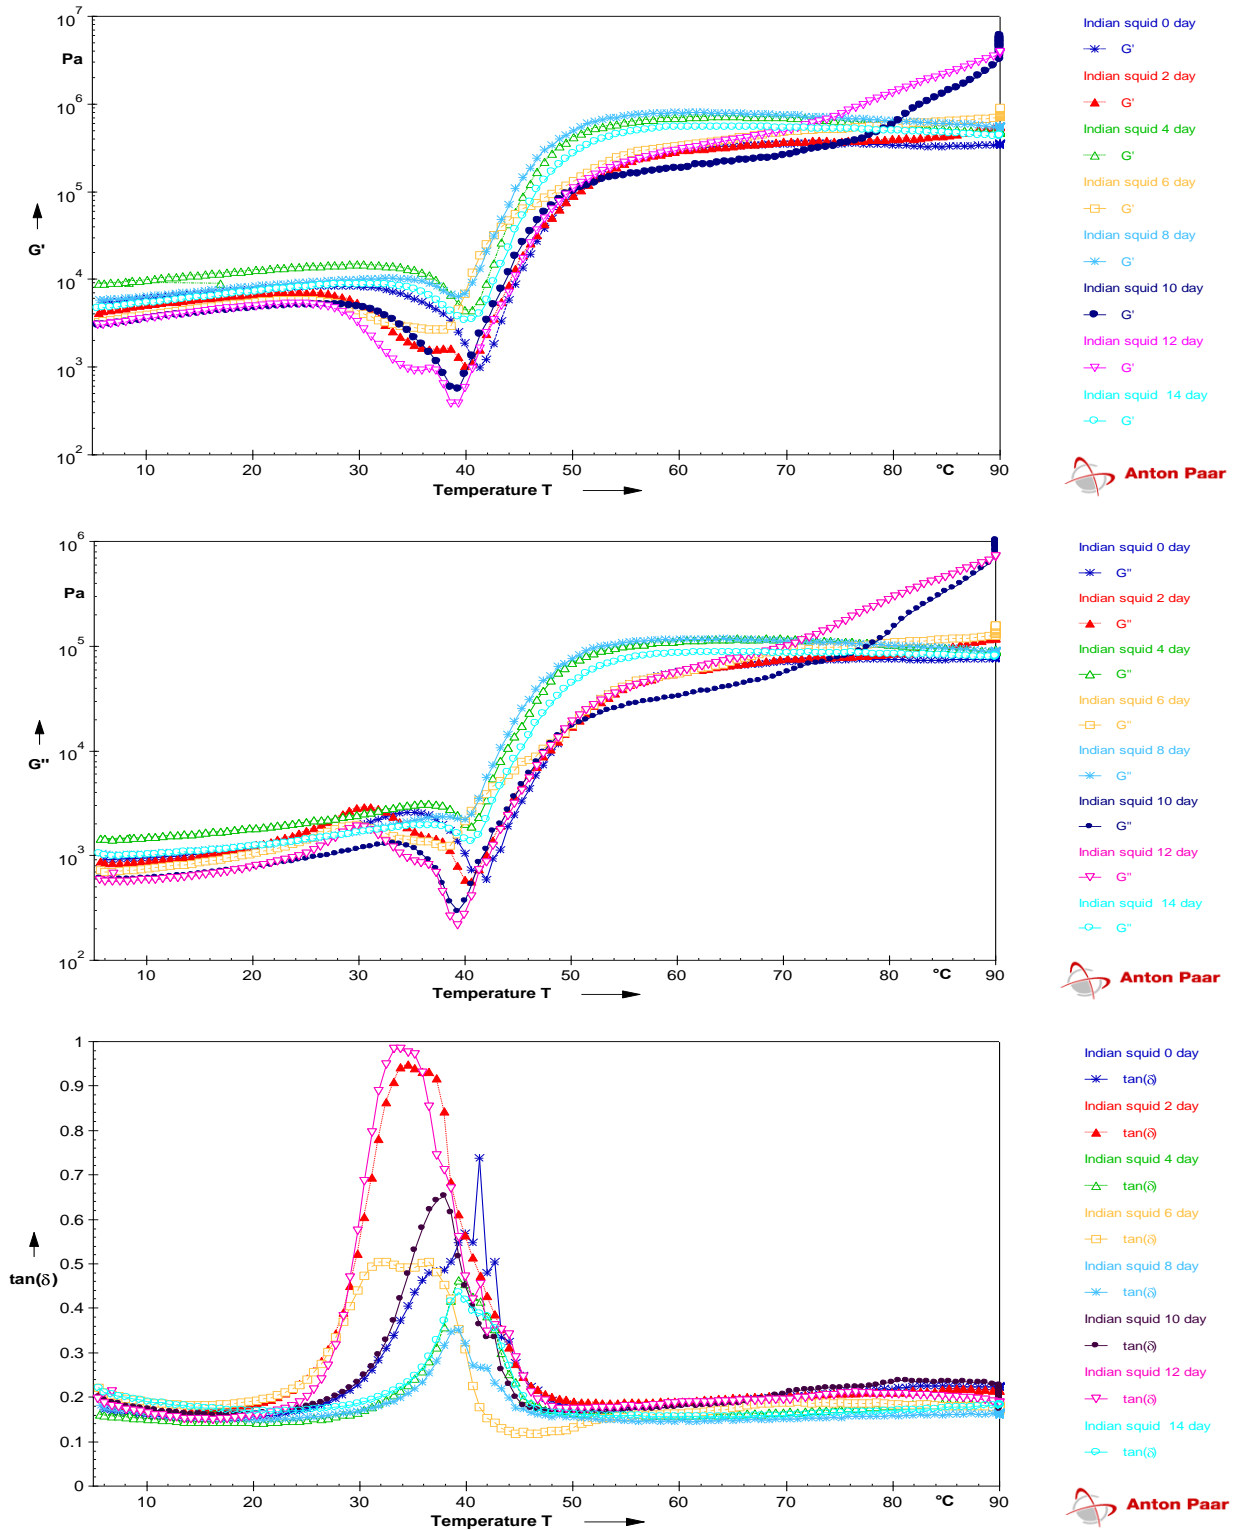 10^7
Pa
10^6
10^5
G'
10^4
10^3
10^2
10 20 30 40 50 60 70 80 °C 90
Temperature T
Indian squid 0 day
G'
Indian squid 2 day
G'
Indian squid 4 day
G'
Indian squid 6 day
G'
Indian squid 8 day
G'
Indian squid 10 day
G'
Indian squid 12 day
G'
Indian squid 14 day
G'
Anton Paar
10^6
Pa
10^5
10^4
G"
10^3
10^2
10 20 30 40 50 60 70 80 °C 90
Temperature T
Indian squid 0 day
G"
Indian squid 2 day
G"
Indian squid 4 day
G"
Indian squid 6 day
G"
Indian squid 8 day
G"
Indian squid 10 day
G"
Indian squid 12 day
G"
Indian squid 14 day
G"
Anton Paar
1
0.9
0.8
0.7
0.6
0.5
tan(δ)
0.4
0.3
0.2
0.1
0
10 20 30 40 50 60 70 80 °C 90
Temperature T
Indian squid 0 day
tan(δ)
Indian squid 2 day
tan(δ)
Indian squid 4 day
tan(δ)
Indian squid 6 day
tan(δ)
Indian squid 8 day
tan(δ)
Indian squid 10 day
tan(δ)
Indian squid 12 day
tan(δ)
Indian squid 14 day
tan(δ)
Anton Paar